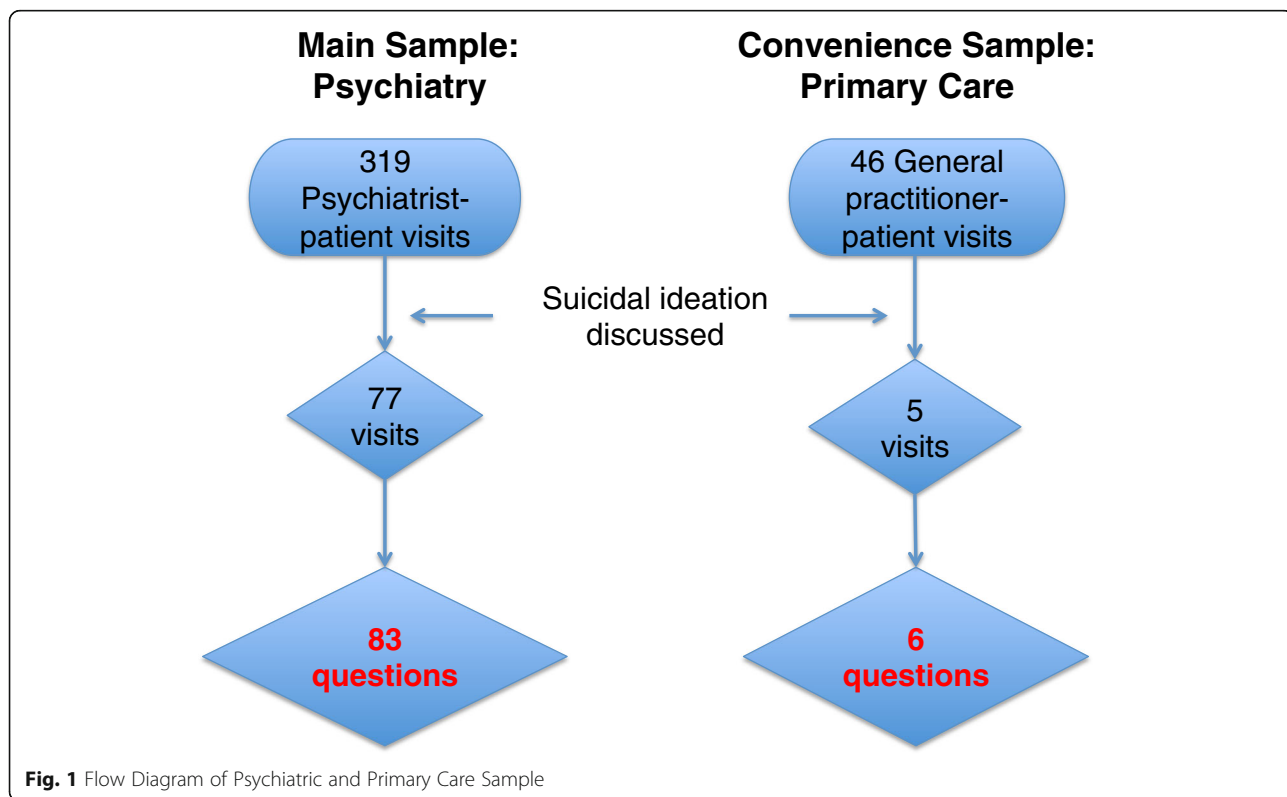 Main Sample:
Psychiatry
Convenience Sample:
Primary Care
319
Psychiatrist-
patient visits
46 General
practitioner-
patient visits
Suicidal ideation
discussed
77
visits
5
visits
83
questions
6
questions
Fig. 1 Flow Diagram of Psychiatric and Primary Care Sample